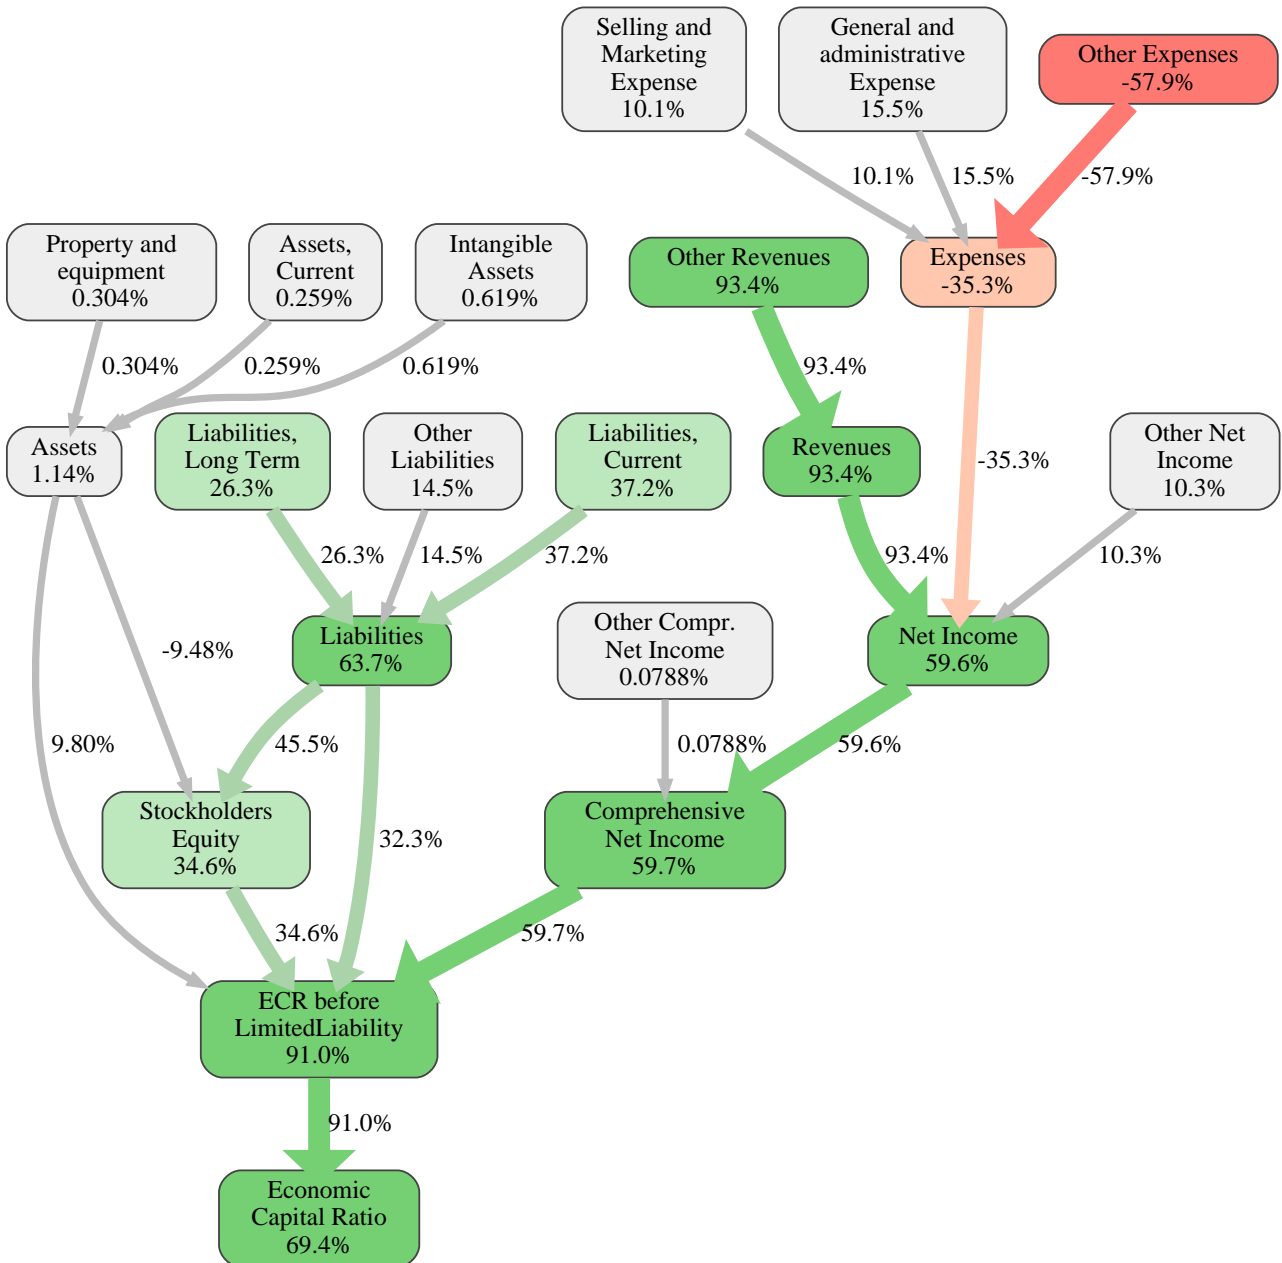 Selling and
Marketing
Expense
10.1%
General and
administrative
Expense
15.5%
Other Expenses
-57.9%
10.1%
15.5%
-57.9%
Property and
equipment
0.304%
Assets,
Current
0.259%
Intangible
Assets
0.619%
Other Revenues
93.4%
Expenses
-35.3%
0.304%
0.259%
0.619%
93.4%
Assets
1.14%
Liabilities,
Long Term
26.3%
Other
Liabilities
14.5%
Liabilities,
Current
37.2%
Revenues
93.4%
-35.3%
Other Net
Income
10.3%
26.3%
14.5%
37.2%
93.4%
10.3%
-9.48%
Liabilities
63.7%
Other Compr.
Net Income
0.0788%
Net Income
59.6%
9.80%
45.5%
0.0788%
59.6%
Stockholders
Equity
34.6%
32.3%
Comprehensive
Net Income
59.7%
34.6%
59.7%
ECR before
LimitedLiability
91.0%
91.0%
Economic
Capital Ratio
69.4%